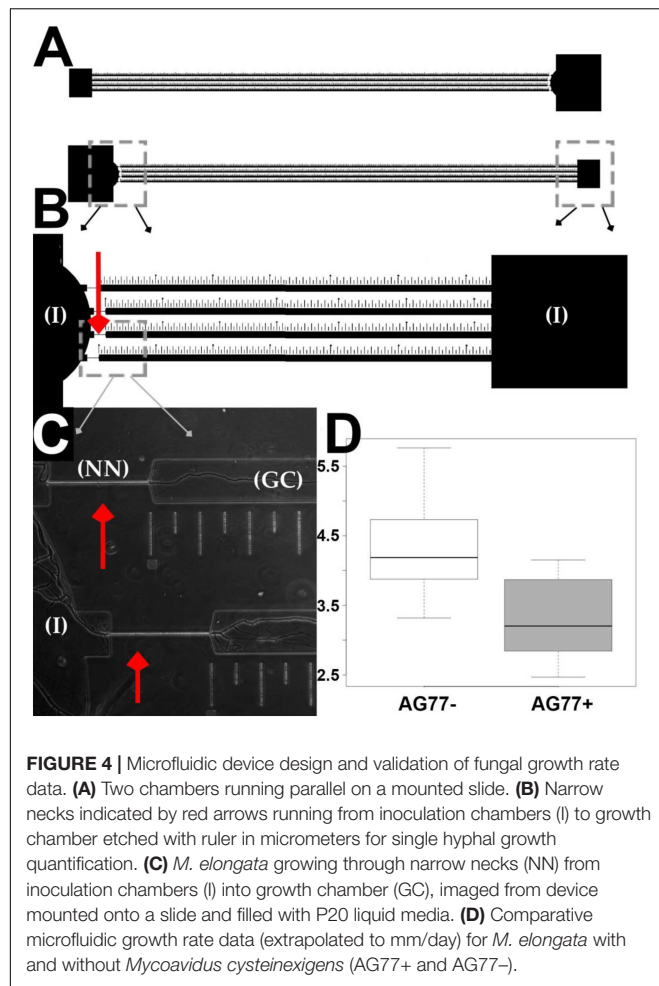 A
B
(I)
(I)
C
(NN)
(GC)
(I)
D
5.5
4.5
3.5
2.5
AG77-
AG77+
FIGURE 4 | Microfluidic device design and validation of fungal growth rate
data. (A) Two chambers running parallel on a mounted slide. (B) Narrow
necks indicated by red arrows running from inoculation chambers (I) to growth
chamber etched with ruler in micrometers for single hyphal growth
quantification. (C) M. elongata growing through narrow necks (NN) from
inoculation chambers (I) into growth chamber (GC), imaged from device
mounted onto a slide and filled with P20 liquid media. (D) Comparative
microfluidic growth rate data (extrapolated to mm/day) for M. elongata with
and without Mycoavidus cysteinexigens (AG77+ and AG77–).